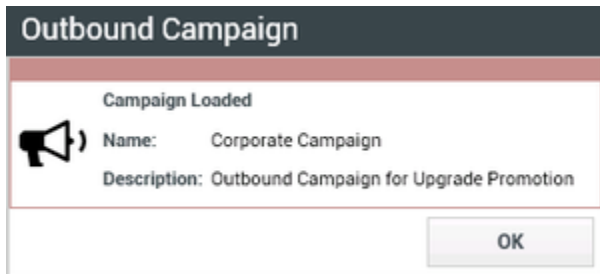 Outbound Campaign
Campaign Loaded
Name: Corporate Campaign
Description: Outbound Campaign for Upgrade Promotion
OK